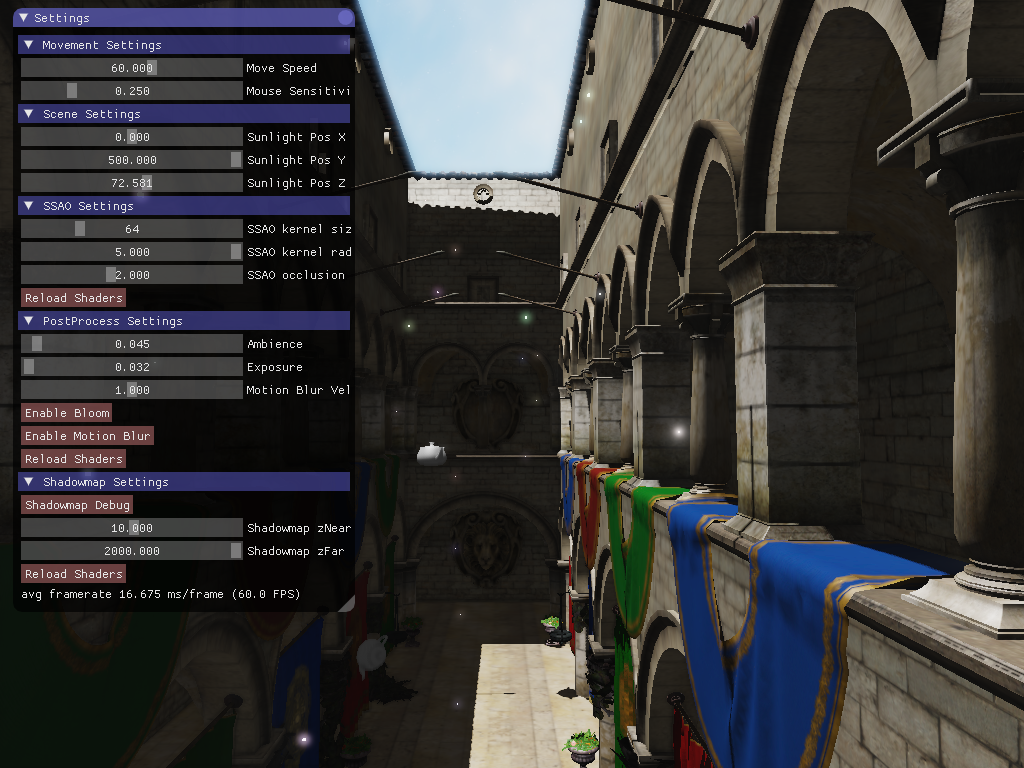 Settings
Movement Settings
60.000 Move Speed
0.250 Mouse Sensitivi
Scene Settings
0.000 Sunlight Pos X
500.000 Sunlight Pos Y
72.581 Sunlight Pos Z
SSAO Settings
64 SSAO kernel siz
5.000 SSAO kernel rad
2.000 SSAO occlusion
Reload Shaders
PostProcess Settings
0.045 Ambience
0.032 Exposure
1.000 Motion Blur Vel
Enable Bloom
Enable Motion Blur
Reload Shaders
Shadowmap Settings
Shadowmap Debug
10.000 Shadowmap zNear
2000.000 Shadowmap zFar
Reload Shaders
avg framerate 16.675 ms/frame (60.0 FPS)